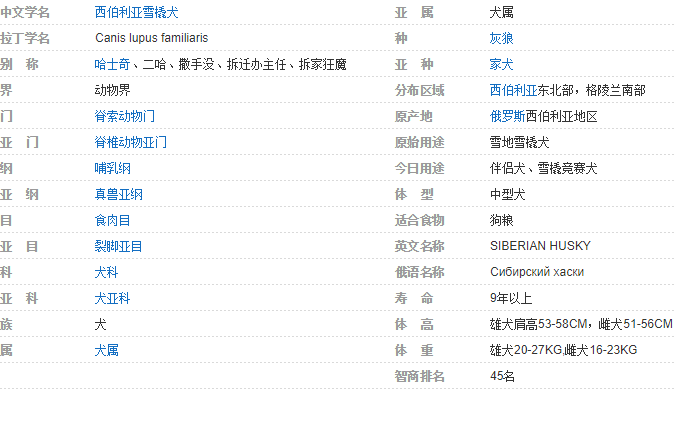 中文学名 西伯利亚雪橇犬 亚 属 犬属
拉丁学名 Canis lupus familiaris 种 灰狼
别 称 哈士奇、二哈、撒手没、拆迁办主任、拆家狂魔 亚 种 家犬
界 动物界 分布区域 西伯利亚东北部，格陵兰南部
门 脊索动物门 原产地 俄罗斯西伯利亚地区
亚 门 脊椎动物亚门 原始用途 雪地雪橇犬
纲 哺乳纲 今日用途 伴侣犬、雪橇竞赛犬
亚 纲 真兽亚纲 体 型 中型犬
目 食肉目 适合食物 狗粮
亚 目 裂脚亚目 英文名称 SIBERIAN HUSKY
科 犬科 俄语名称 Сибирский хаски
亚 科 犬亚科 寿 命 9年以上
族 犬 体 高 雄犬肩高53-58CM，雌犬51-56CM
属 犬属 体 重 雄犬20-27KG,雌犬16-23KG
智商排名 45名